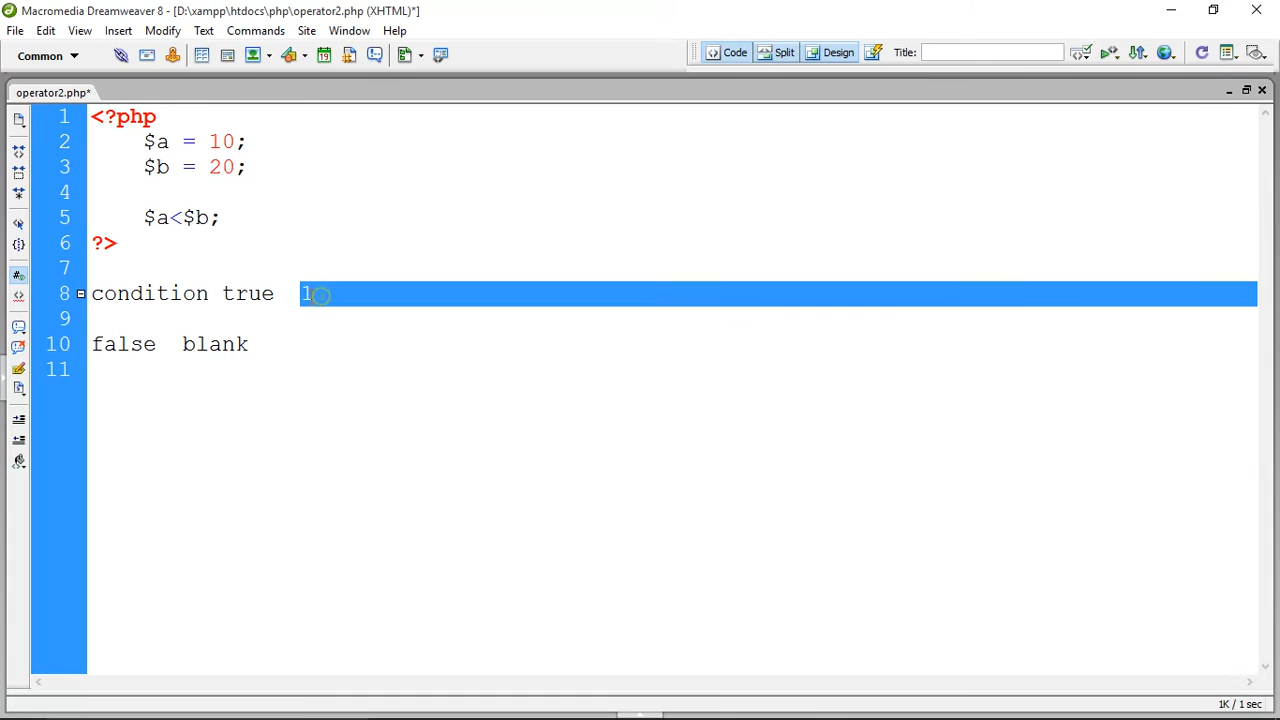 Macromedia Dreamweaver 8 - [D:\xampp\htdocs\php\operator2.php (XHTML)*]
File Edit View Insert Modify Text Commands Site Window Help
Common Code Split Design Title:
operator2.php*
1 <?php
2 $a = 10;
3 $b = 20;
4
5 $a<$b;
6 ?>
7
8 condition true 1
9
10 false blank
11
1K / 1 sec